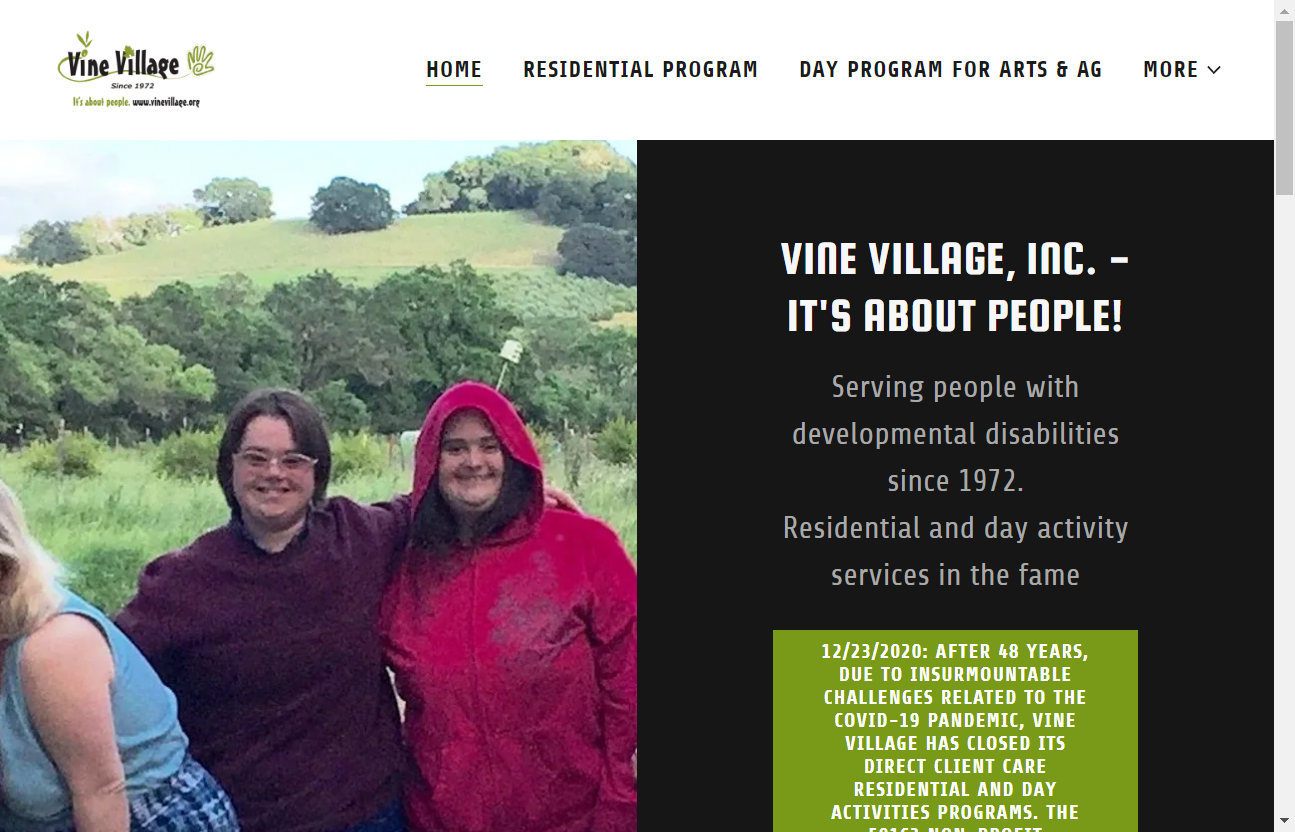 Vine Village
Since 1972
It's about people. www.vinevillage.org
HOME
RESIDENTIAL PROGRAM
DAY PROGRAM FOR ARTS & AG
MORE
VINE VILLAGE, INC. -
IT'S ABOUT PEOPLE!
Serving people with
developmental disabilities
since 1972.
Residential and day activity
services in the fame
12/23/2020: AFTER 48 YEARS,
DUE TO INSURMOUNTABLE
CHALLENGES RELATED TO THE
COVID-19 PANDEMIC, VINE
VILLAGE HAS CLOSED ITS
DIRECT CLIENT CARE
RESIDENTIAL AND DAY
ACTIVITIES PROGRAMS. THE
501C3 NON-PROFIT